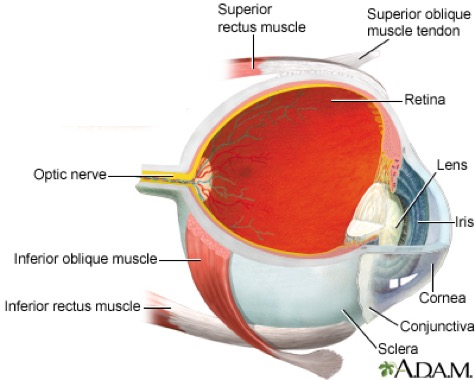 Superior
rectus muscle
Superior oblique
muscle tendon
Retina
Optic nerve
Lens
Iris
Inferior oblique muscle
Cornea
Inferior rectus muscle
Conjunctiva
Sclera
A.D.A.M.